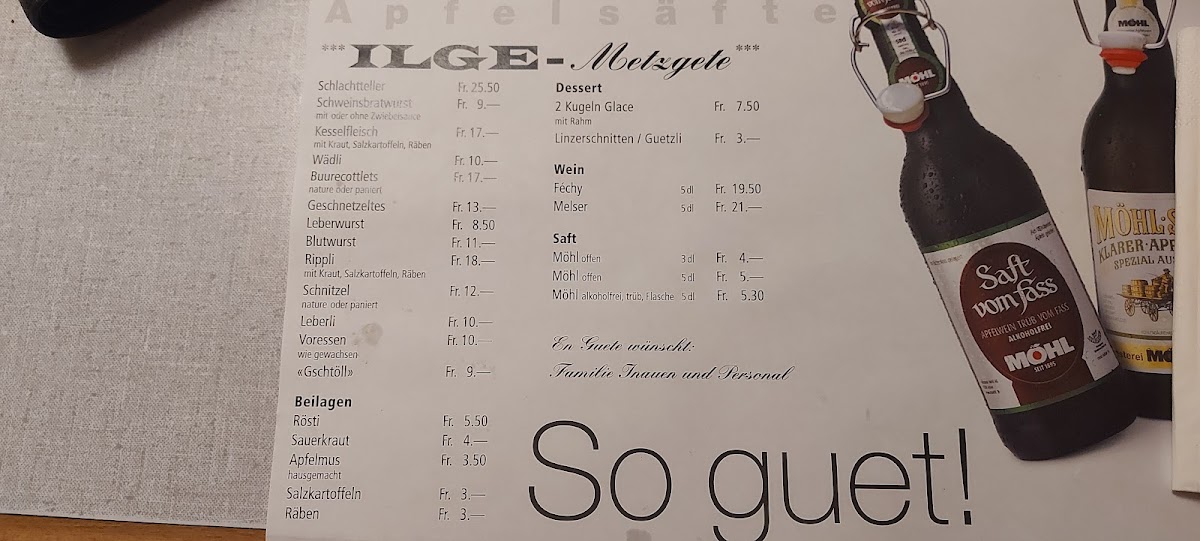 Apfelsäfte
***ILGE-Metzgete***
Schlachtteller Fr. 25.50
Schweinsbratwurst Fr. 9.—
mit oder ohne Zwiebelsauce
Kesselfleisch Fr. 17.—
mit Kraut, Salzkartoffeln, Räben
Wädli Fr. 10.—
Buurecottlets Fr. 17.—
nature oder paniert
Geschnetzeltes Fr. 13.—
Leberwurst Fr. 8.50
Blutwurst Fr. 11.—
Rippli Fr. 18.—
mit Kraut, Salzkartoffeln, Räben
Schnitzel Fr. 12.—
nature oder paniert
Leberli Fr. 10.—
Voressen Fr. 10.—
wie gewachsen
«Gschtöll» Fr. 9.—
Beilagen
Rösti Fr. 5.50
Sauerkraut Fr. 4.—
Apfelmus Fr. 3.50
hausgemacht
Salzkartoffeln Fr. 3.—
Räben Fr. 3.—
Dessert
2 Kugeln Glace Fr. 7.50
mit Rahm
Linzerschnitten / Guetzli Fr. 3.—
Wein
Féchy 5 dl Fr. 19.50
Melser 5 dl Fr. 21.—
Saft
Möhl offen 3 dl Fr. 4.—
Möhl offen 5 dl Fr. 5.—
Möhl alkoholfrei, trüb, Flasche 5 dl Fr. 5.30
En Guete wünscht:
Familie Inauen und Personal
So guet!
MÖHL
Saft
vom fass
APFELWEIN TRÜB VOM FASS
ALKOHOLFREI
MÖHL
SEIT 1895
MÖHL
MÖHL
KLARER
SPEZIAL